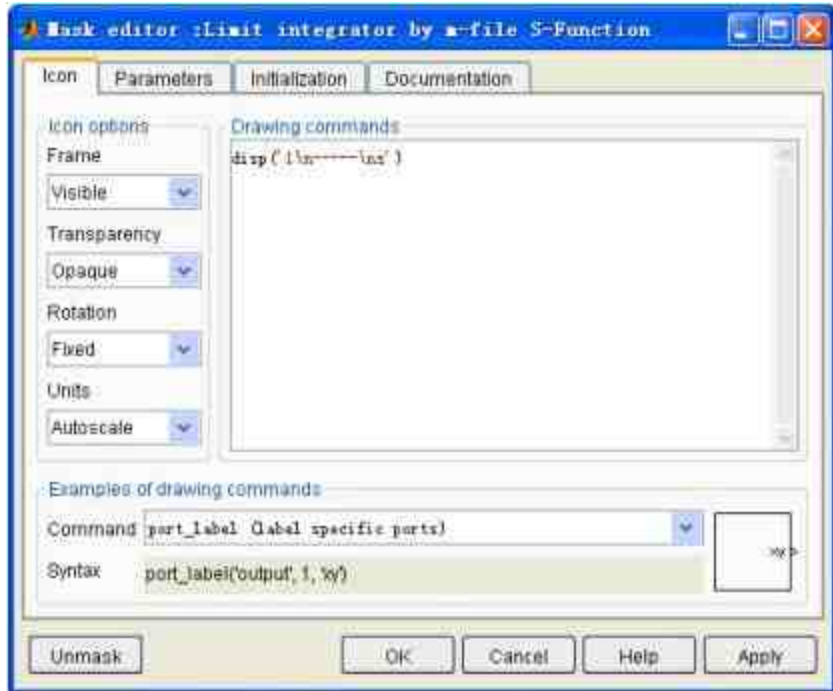 Mask editor :Limit integrator by m-file S-Function
Icon
Parameters
Initialization
Documentation
Icon options
Frame
Visible
Transparency
Opaque
Rotation
Fixed
Units
Autoscale
Drawing commands
disp('1\n-----\ns')
Examples of drawing commands
Command port_label (label specific ports)
Syntax port_label('output', 1, 'xy')
xy >
Unmask
OK
Cancel
Help
Apply